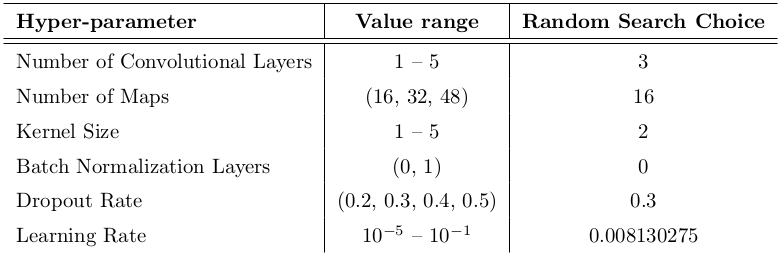 Hyper-parameter Value range Random Search Choice
Number of Convolutional Layers 1 – 5 3
Number of Maps (16, 32, 48) 16
Kernel Size 1 – 5 2
Batch Normalization Layers (0, 1) 0
Dropout Rate (0.2, 0.3, 0.4, 0.5) 0.3
Learning Rate 10⁻⁵ – 10⁻¹ 0.008130275